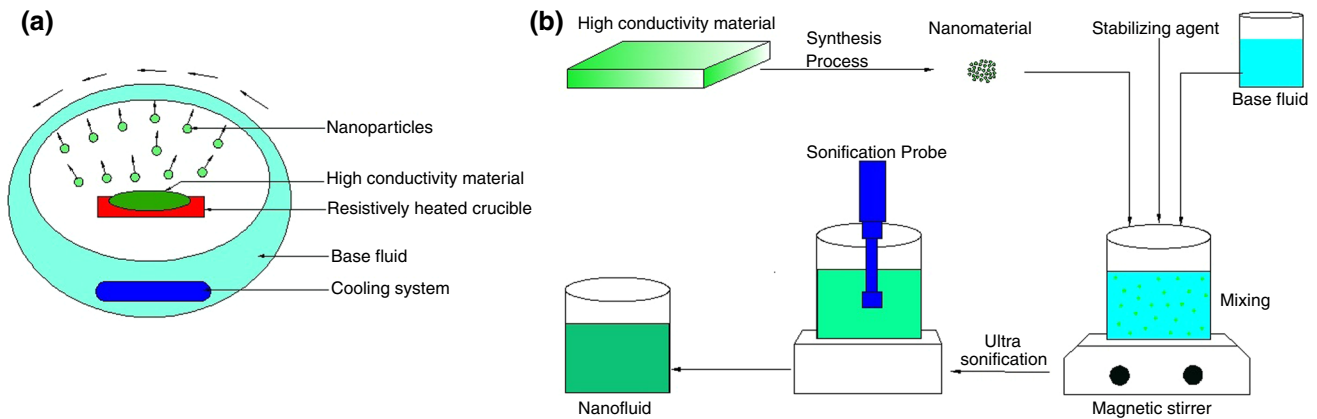 (a)
Nanoparticles
High conductivity material
Resistively heated crucible
Base fluid
Cooling system
(b)
High conductivity material
Synthesis
Process
Nanomaterial
Stabilizing agent
Base fluid
Sonification Probe
Mixing
Ultra
sonification
Magnetic stirrer
Nanofluid